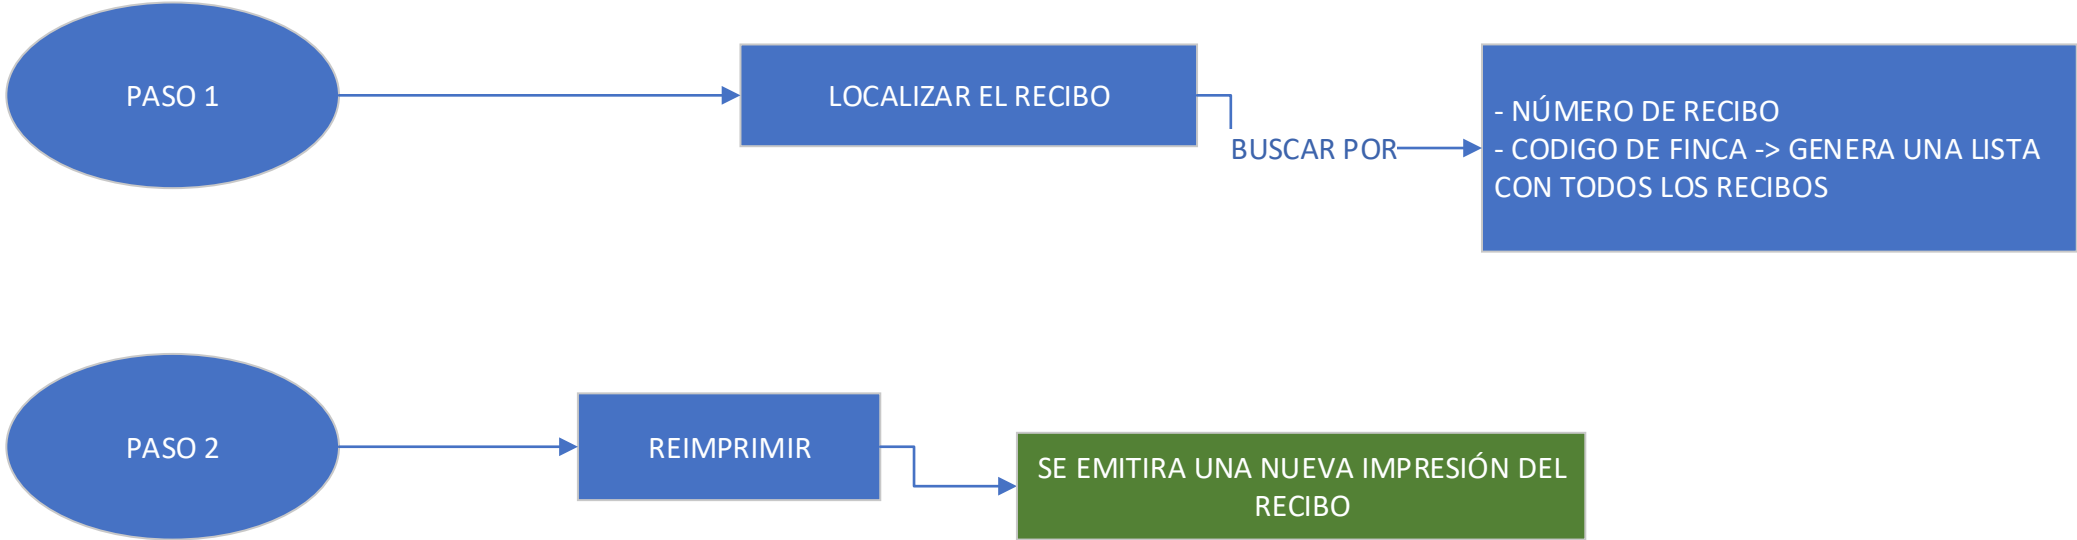 PASO 1
LOCALIZAR EL RECIBO
BUSCAR POR
- NÚMERO DE RECIBO
- CODIGO DE FINCA -> GENERA UNA LISTA
CON TODOS LOS RECIBOS
PASO 2
REIMPRIMIR
SE EMITIRA UNA NUEVA IMPRESIÓN DEL
RECIBO